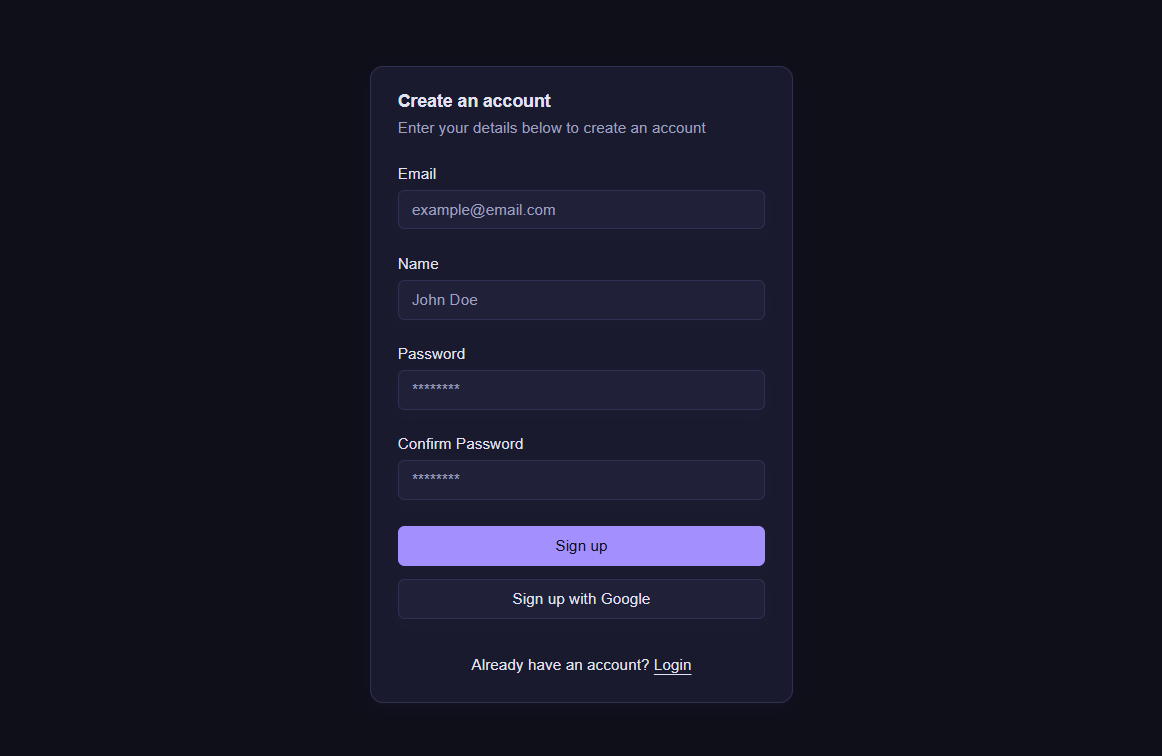 Create an account
Enter your details below to create an account
Email
example@email.com
Name
John Doe
Password
********
Confirm Password
********
Sign up
Sign up with Google
Already have an account? Login